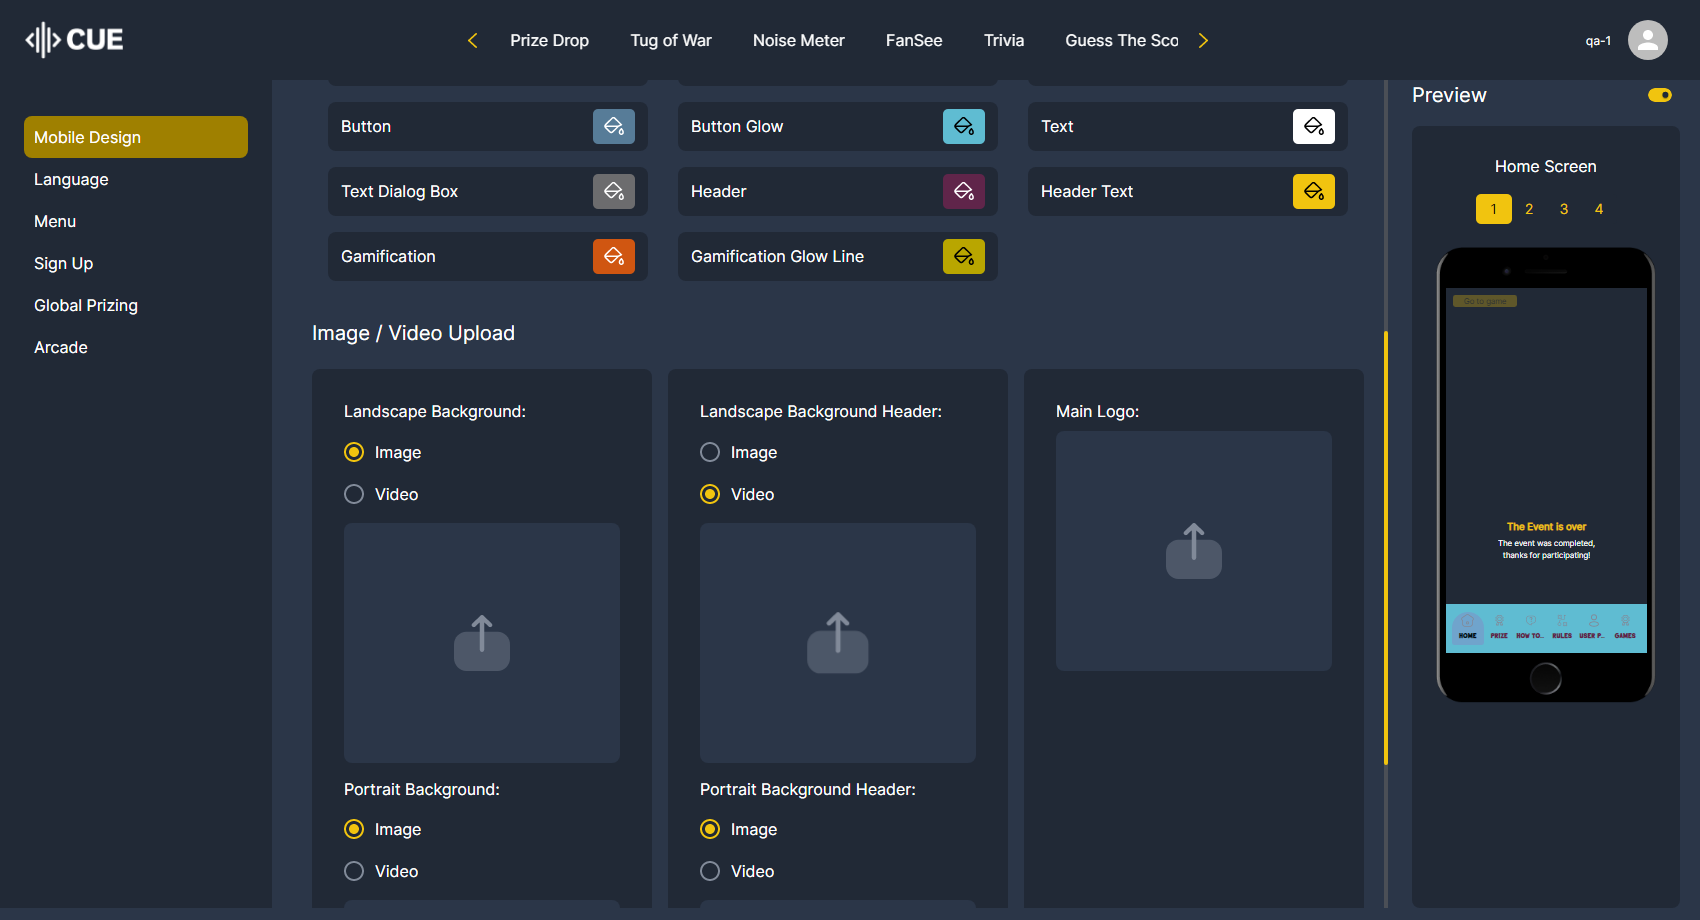 CUE
Prize Drop
Tug of War
Noise Meter
FanSee
Trivia
Guess The Sco
qa-1
Mobile Design
Language
Menu
Sign Up
Global Prizing
Arcade
Button
Button Glow
Text
Text Dialog Box
Header
Header Text
Gamification
Gamification Glow Line
Image / Video Upload
Landscape Background:
Image
Video
Portrait Background:
Image
Video
Landscape Background Header:
Image
Video
Portrait Background Header:
Image
Video
Main Logo:
Preview
Home Screen
1 2 3 4
Go to game
The Event is over
The event was completed,
thanks for participating!
HOME PRIZE HOW TO.. RULES USER P.. GAMES